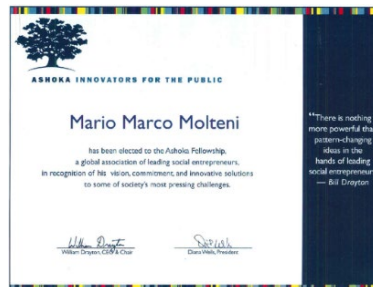 ASHOKA INNOVATORS FOR THE PUBLIC
Mario Marco Molteni
has been elected to the Ashoka Fellowship,
a global association of leading social entrepreneurs,
in recognition of his vision, commitment, and innovative solutions
to some of society's most pressing challenges.
William Drayton, CEO & Chair
Diana Wells, President
"There is nothing
more powerful tha
pattern-changing
ideas in the
hands of leading
social entrepreneur
— Bill Drayton